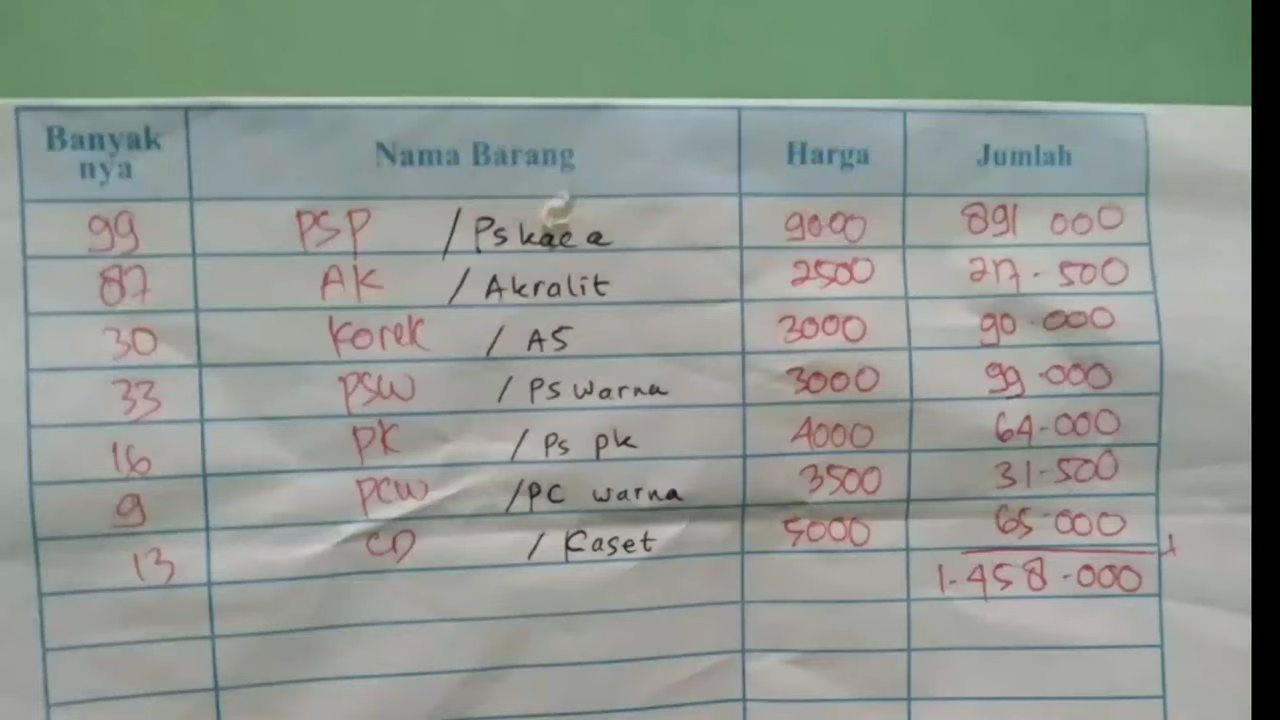 Banyak nya Nama Barang Harga Jumlah
99 PSP / Ps kaca 9000 891 000
87 AK / Akralit 2500 217.500
30 Korek / A5 3000 90.000
33 PSW / Ps warna 3000 99.000
16 PK / Ps pk 4000 64.000
9 PCW / PC warna 3500 31.500
13 CD / Kaset 5000 65.000 +
1.458.000